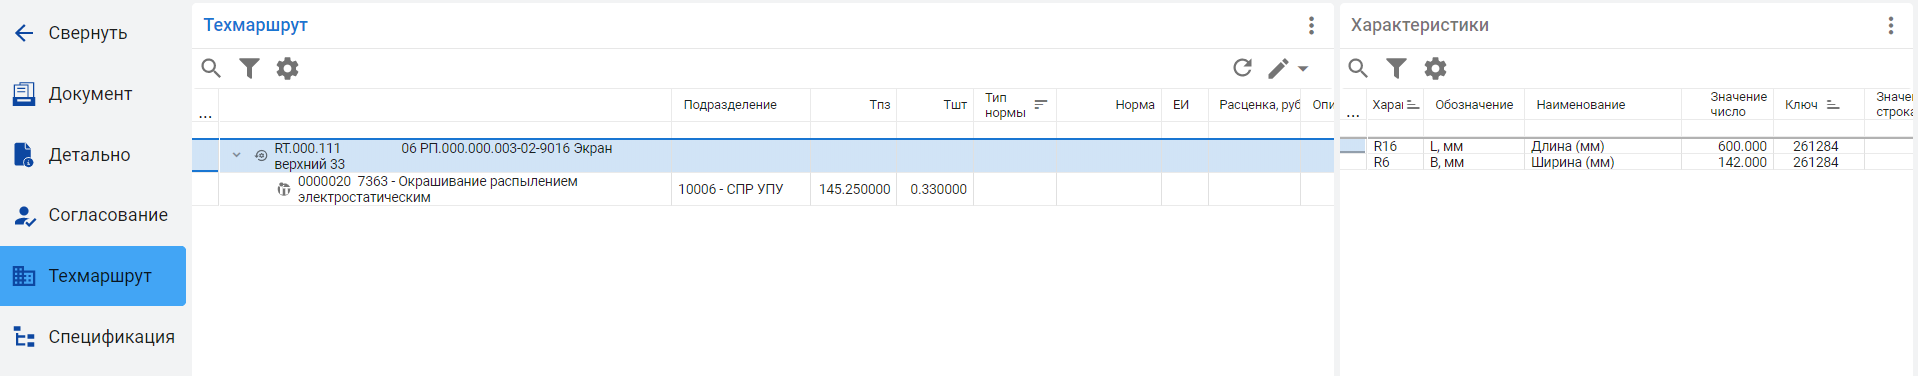 Свернуть
Документ
Детально
Согласование
Техмаршрут
Спецификация
Техмаршрут
... Подразделение Тпз Тшт Тип нормы Норма ЕИ Расценка, руб Опи
RT.000.111 06 РП.000.000.003-02-9016 Экран
верхний 33
0000020 7363 - Окрашивание распылением
электростатическим
10006 - СПР УПУ 145.250000 0.330000
Характеристики
... Хара Обозначение Наименование Значение число Ключ Значе строка
R16 L, мм Длина (мм) 600.000 261284
R6 B, мм Ширина (мм) 142.000 261284